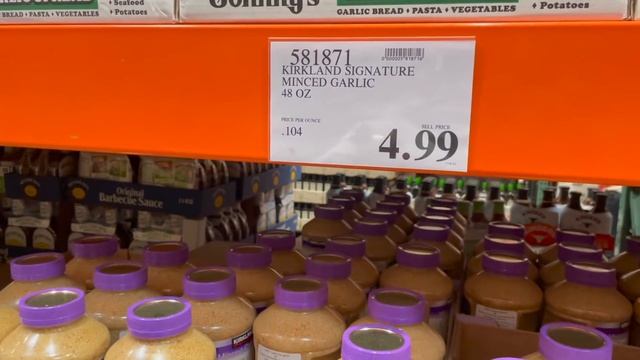 Seafood
+ Potatoes
BREAD • PASTA • VEGETABLES
GARLIC BREAD • PASTA • VEGETABLES
+ Potatoes
581871
KIRKLAND SIGNATURE
MINCED GARLIC
48 OZ
PRICE PER OUNCE
.104
SELL PRICE
4.99
Original
Barbecue Sauce
KIRKLAND